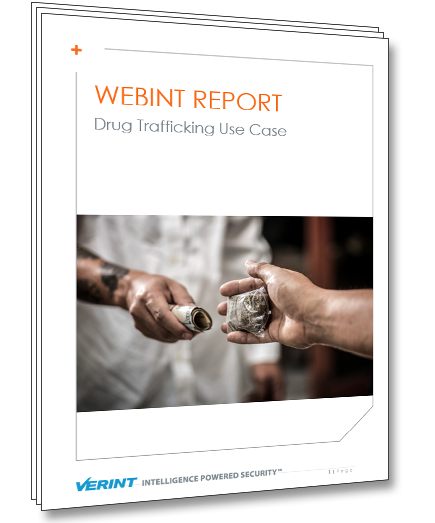 WEBINT REPORT
Drug Trafficking Use Case
VERINT INTELLIGENCE POWERED SECURITY™